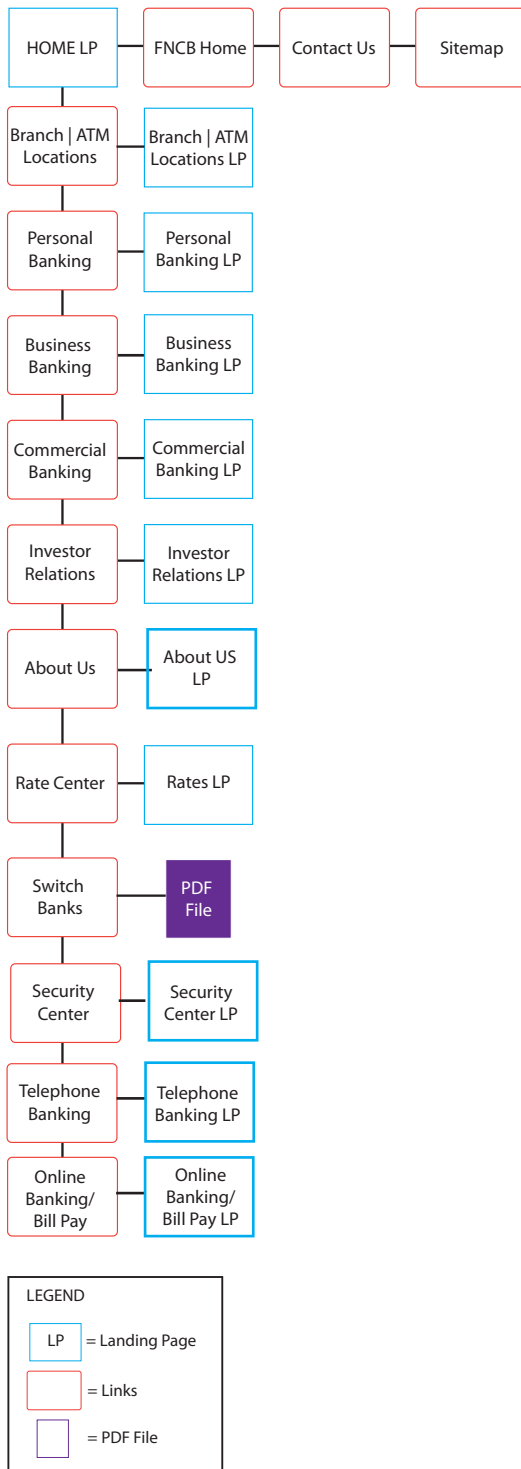 HOME LP
FNCB Home
Contact Us
Sitemap
Branch | ATM
Locations
Branch | ATM
Locations LP
Personal
Banking
Personal
Banking LP
Business
Banking
Business
Banking LP
Commercial
Banking
Commercial
Banking LP
Investor
Relations
Investor
Relations LP
About Us
About US
LP
Rate Center
Rates LP
Switch
Banks
PDF
File
Security
Center
Security
Center LP
Telephone
Banking
Telephone
Banking LP
Online
Banking/
Bill Pay
Online
Banking/
Bill Pay LP
LEGEND
LP = Landing Page
= Links
= PDF File